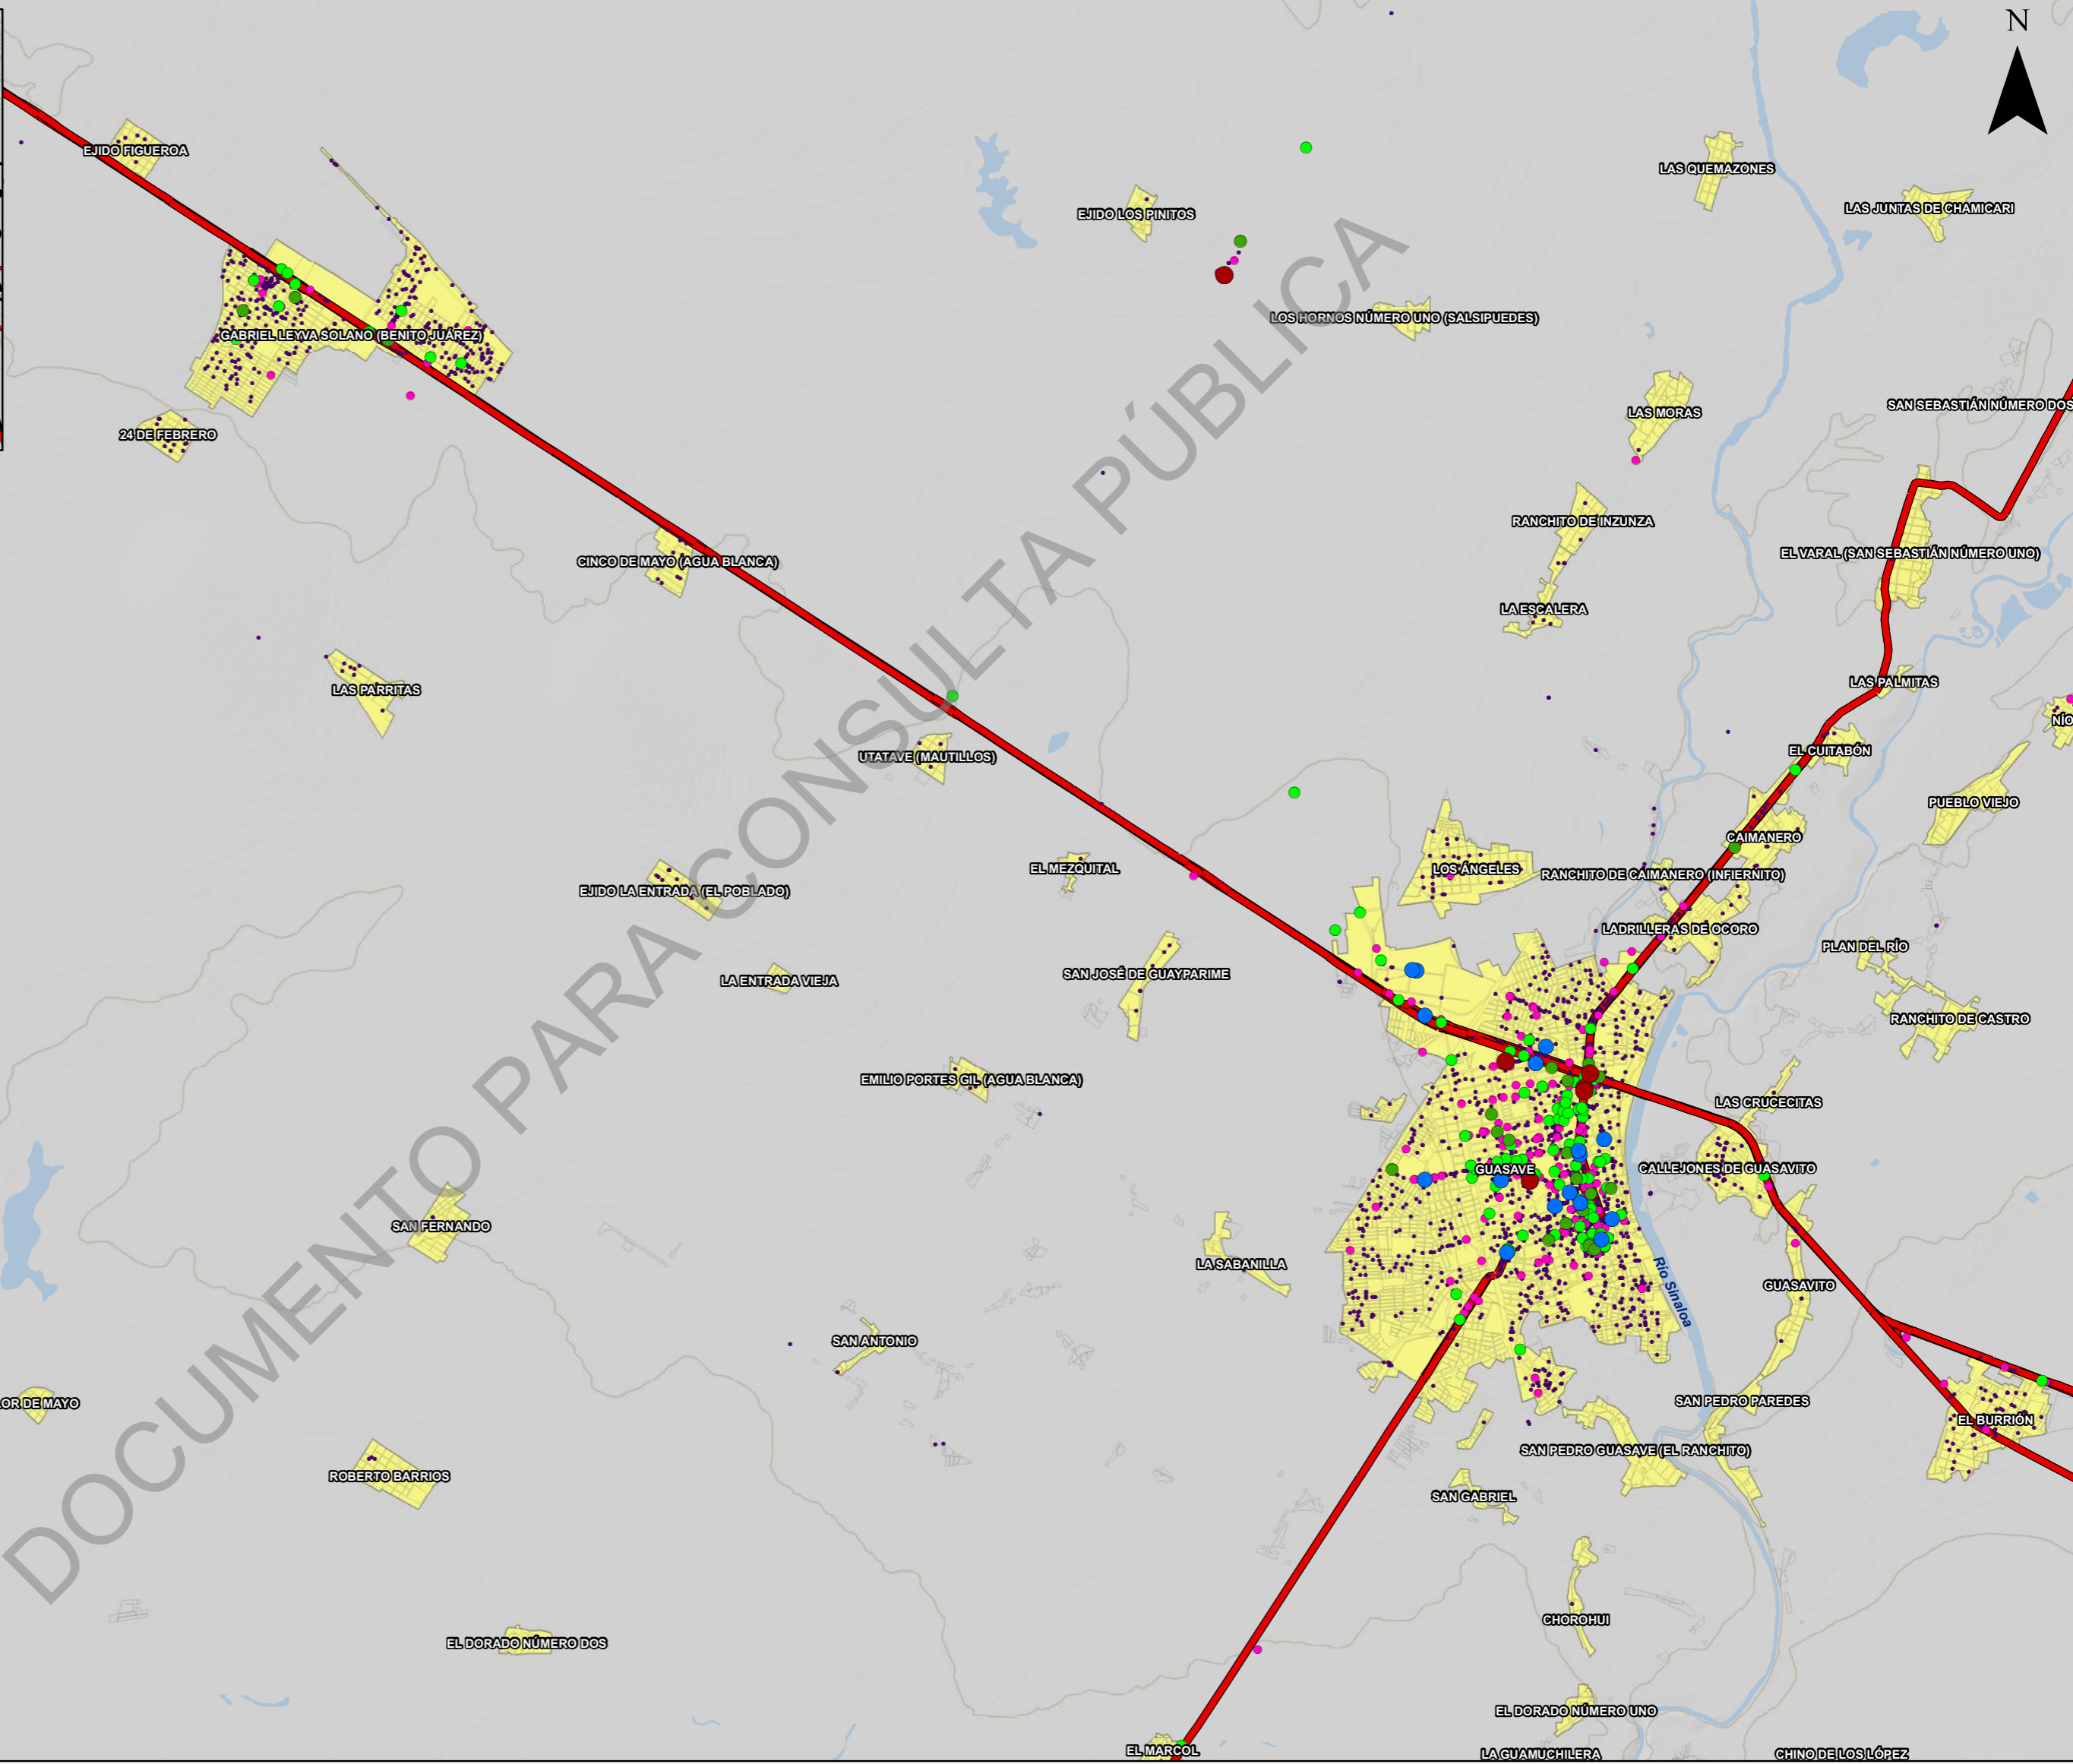 N
EJIDO FIGUEROA
LAS QUEMAZONES
EJIDO LOS PINITOS
LAS JUNTAS DE CHAMICARI
LOS HORNOS NÚMERO UNO (SALSIPUEDES)
GABRIEL LEYVA SOLANO (BENITO JUÁREZ)
SAN SEBASTIÁN NÚMERO DOS
LAS MORAS
24 DE FEBRERO
RANCHITO DE INZUNZA
EL VARAL (SAN SEBASTIÁN NÚMERO UNO)
CINCO DE MAYO (AGUA BLANCA)
LA ESCALERA
LAS PALMITAS
LAS PARRITAS
NÍO
EL CUITABÓN
UTATAVE (MAUTILLOS)
PUEBLO VIEJO
CAIMANERO
EL MEZQUITAL
LOS ÁNGELES
RANCHITO DE CAIMANERO (INFIERNITO)
EJIDO LA ENTRADA (EL POBLADO)
LADRILLERAS DE OCORO
PLAN DEL RÍO
SAN JOSÉ DE GUAYPARIME
LA ENTRADA VIEJA
RANCHITO DE CASTRO
EMILIO PORTES GIL (AGUA BLANCA)
LAS CRUCECITAS
GUASAVE
CALLEJONES DE GUASAVITO
SAN FERNANDO
LA SABANILLA
GUASAVITO
Río Sinaloa
SAN ANTONIO
LOR DE MAYO
SAN PEDRO PAREDES
EL BURRIÓN
SAN PEDRO GUASAVE (EL RANCHITO)
ROBERTO BARRIOS
SAN GABRIEL
CHOROHUI
EL DORADO NÚMERO DOS
EL DORADO NÚMERO UNO
EL MARCOL
LA GUAMUCHILERA
CHINO DE LOS LÓPEZ
DOCUMENTO PARA CONSULTA PÚBLICA